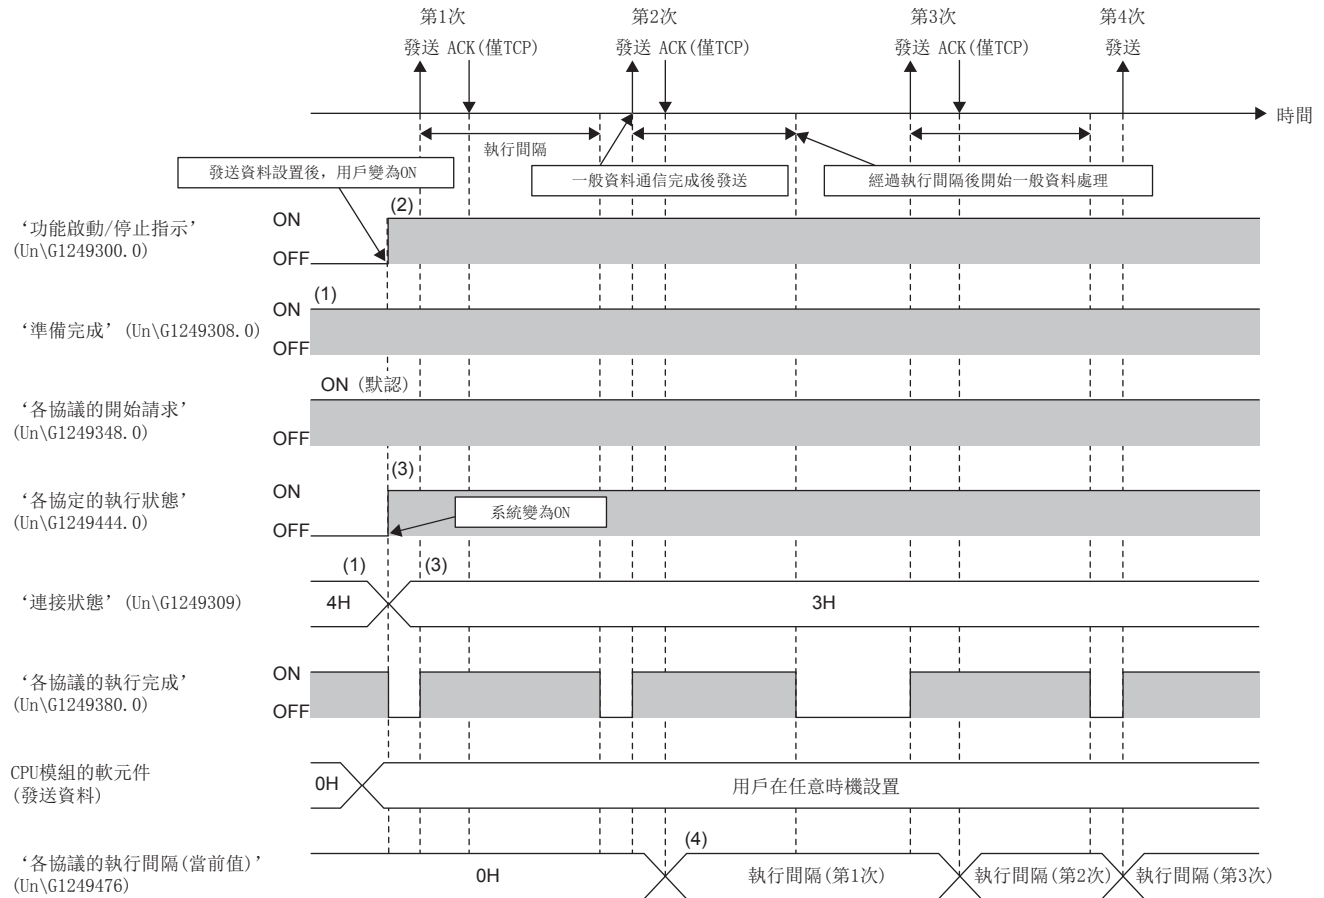 第1次 第2次 第3次 第4次
發送 ACK(僅TCP) 發送 ACK(僅TCP) 發送 ACK(僅TCP) 發送
時間
執行間隔
發送資料設置後，用戶變為ON 一般資料通信完成後發送 經過執行間隔後開始一般資料處理
(2)
‘功能啟動/停止指示’
(Un\G1249300.0)
ON
OFF
(1)
‘準備完成’(Un\G1249308.0)
ON
OFF
ON (默認)
‘各協議的開始請求’
(Un\G1249348.0)
OFF
(3)
‘各協定的執行狀態’
(Un\G1249444.0)
ON
OFF
系統變為ON
(1) (3)
‘連接狀態’(Un\G1249309)
4H 3H
‘各協議的執行完成’
(Un\G1249380.0)
ON
OFF
CPU模組的軟元件
(發送資料)
0H 用戶在任意時機設置
(4)
‘各協議的執行間隔(當前值)’
(Un\G1249476)
0H 執行間隔(第1次) 執行間隔(第2次) 執行間隔(第3次)